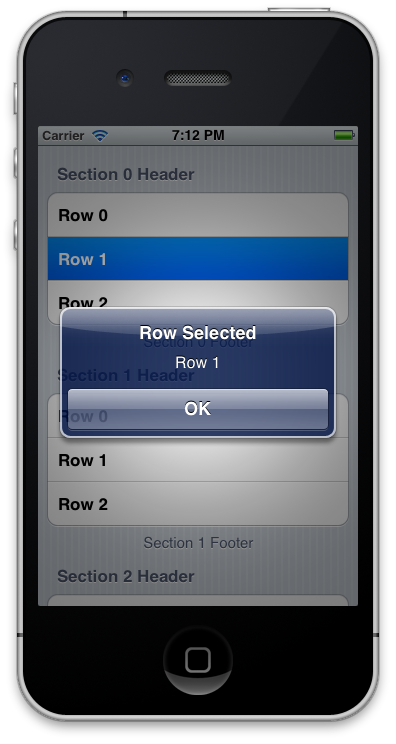 Carrier 7:12 PM
Section 0 Header
Row 0
Row 1
Row 2
Section 0 Footer
Row Selected
Row 1
OK
Section 1 Header
Row 0
Row 1
Row 2
Section 1 Footer
Section 2 Header